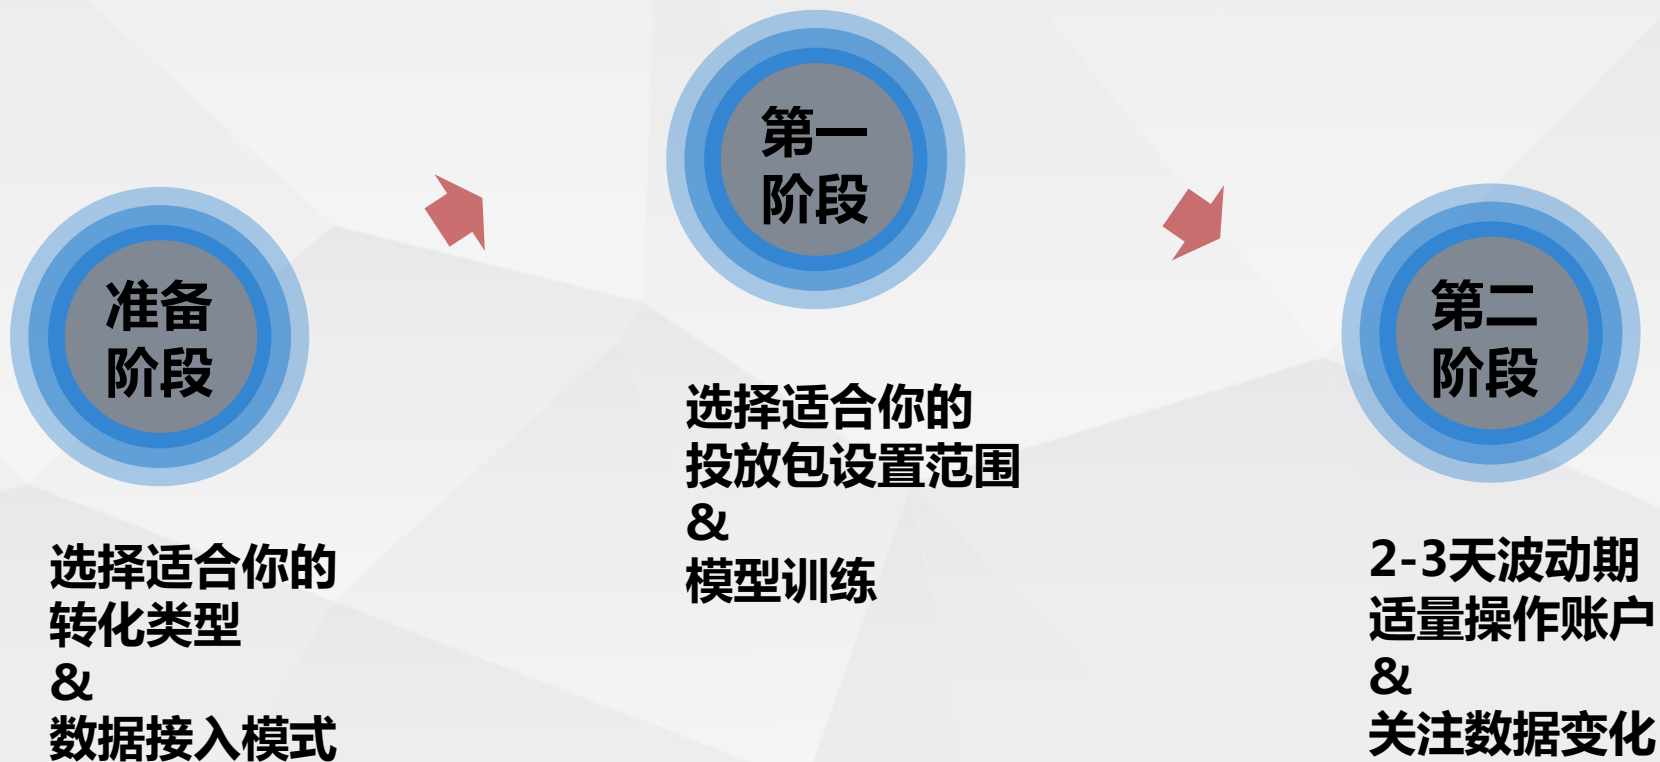 准备
阶段
选择适合你的
转化类型
&
数据接入模式
第一
阶段
选择适合你的
投放包设置范围
&
模型训练
第二
阶段
2-3天波动期
适量操作账户
&
关注数据变化